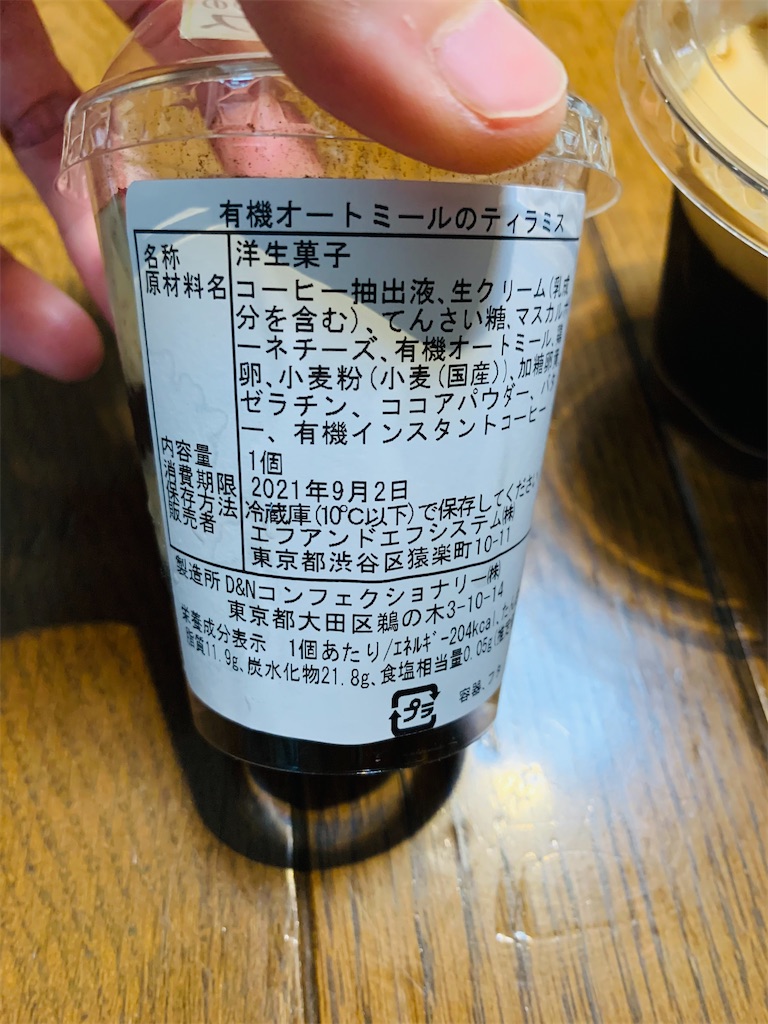 有機オートミールのティラミス
名称 洋生菓子
原材料名 コーヒー抽出液、生クリーム(乳成
分を含む)、てんさい糖、マスカルポ
ーネチーズ、有機オートミール、鶏
卵、小麦粉(小麦(国産))、加糖卵黄、
ゼラチン、ココアパウダー、バタ
ー、有機インスタントコーヒー
内容量 1個
消費期限 2021年9月2日
保存方法 冷蔵庫(10℃以下)で保存してください
販売者 エフアンドエフシステム㈱
東京都渋谷区猿楽町10-11
製造所 D&Nコンフェクショナリー㈱
東京都大田区鵜の木3-10-14
栄養成分表示 1個あたり/エネルギー204kcal、たん
脂質11.9g、炭水化物21.8g、食塩相当量0.05g
プラ
容器、フタ